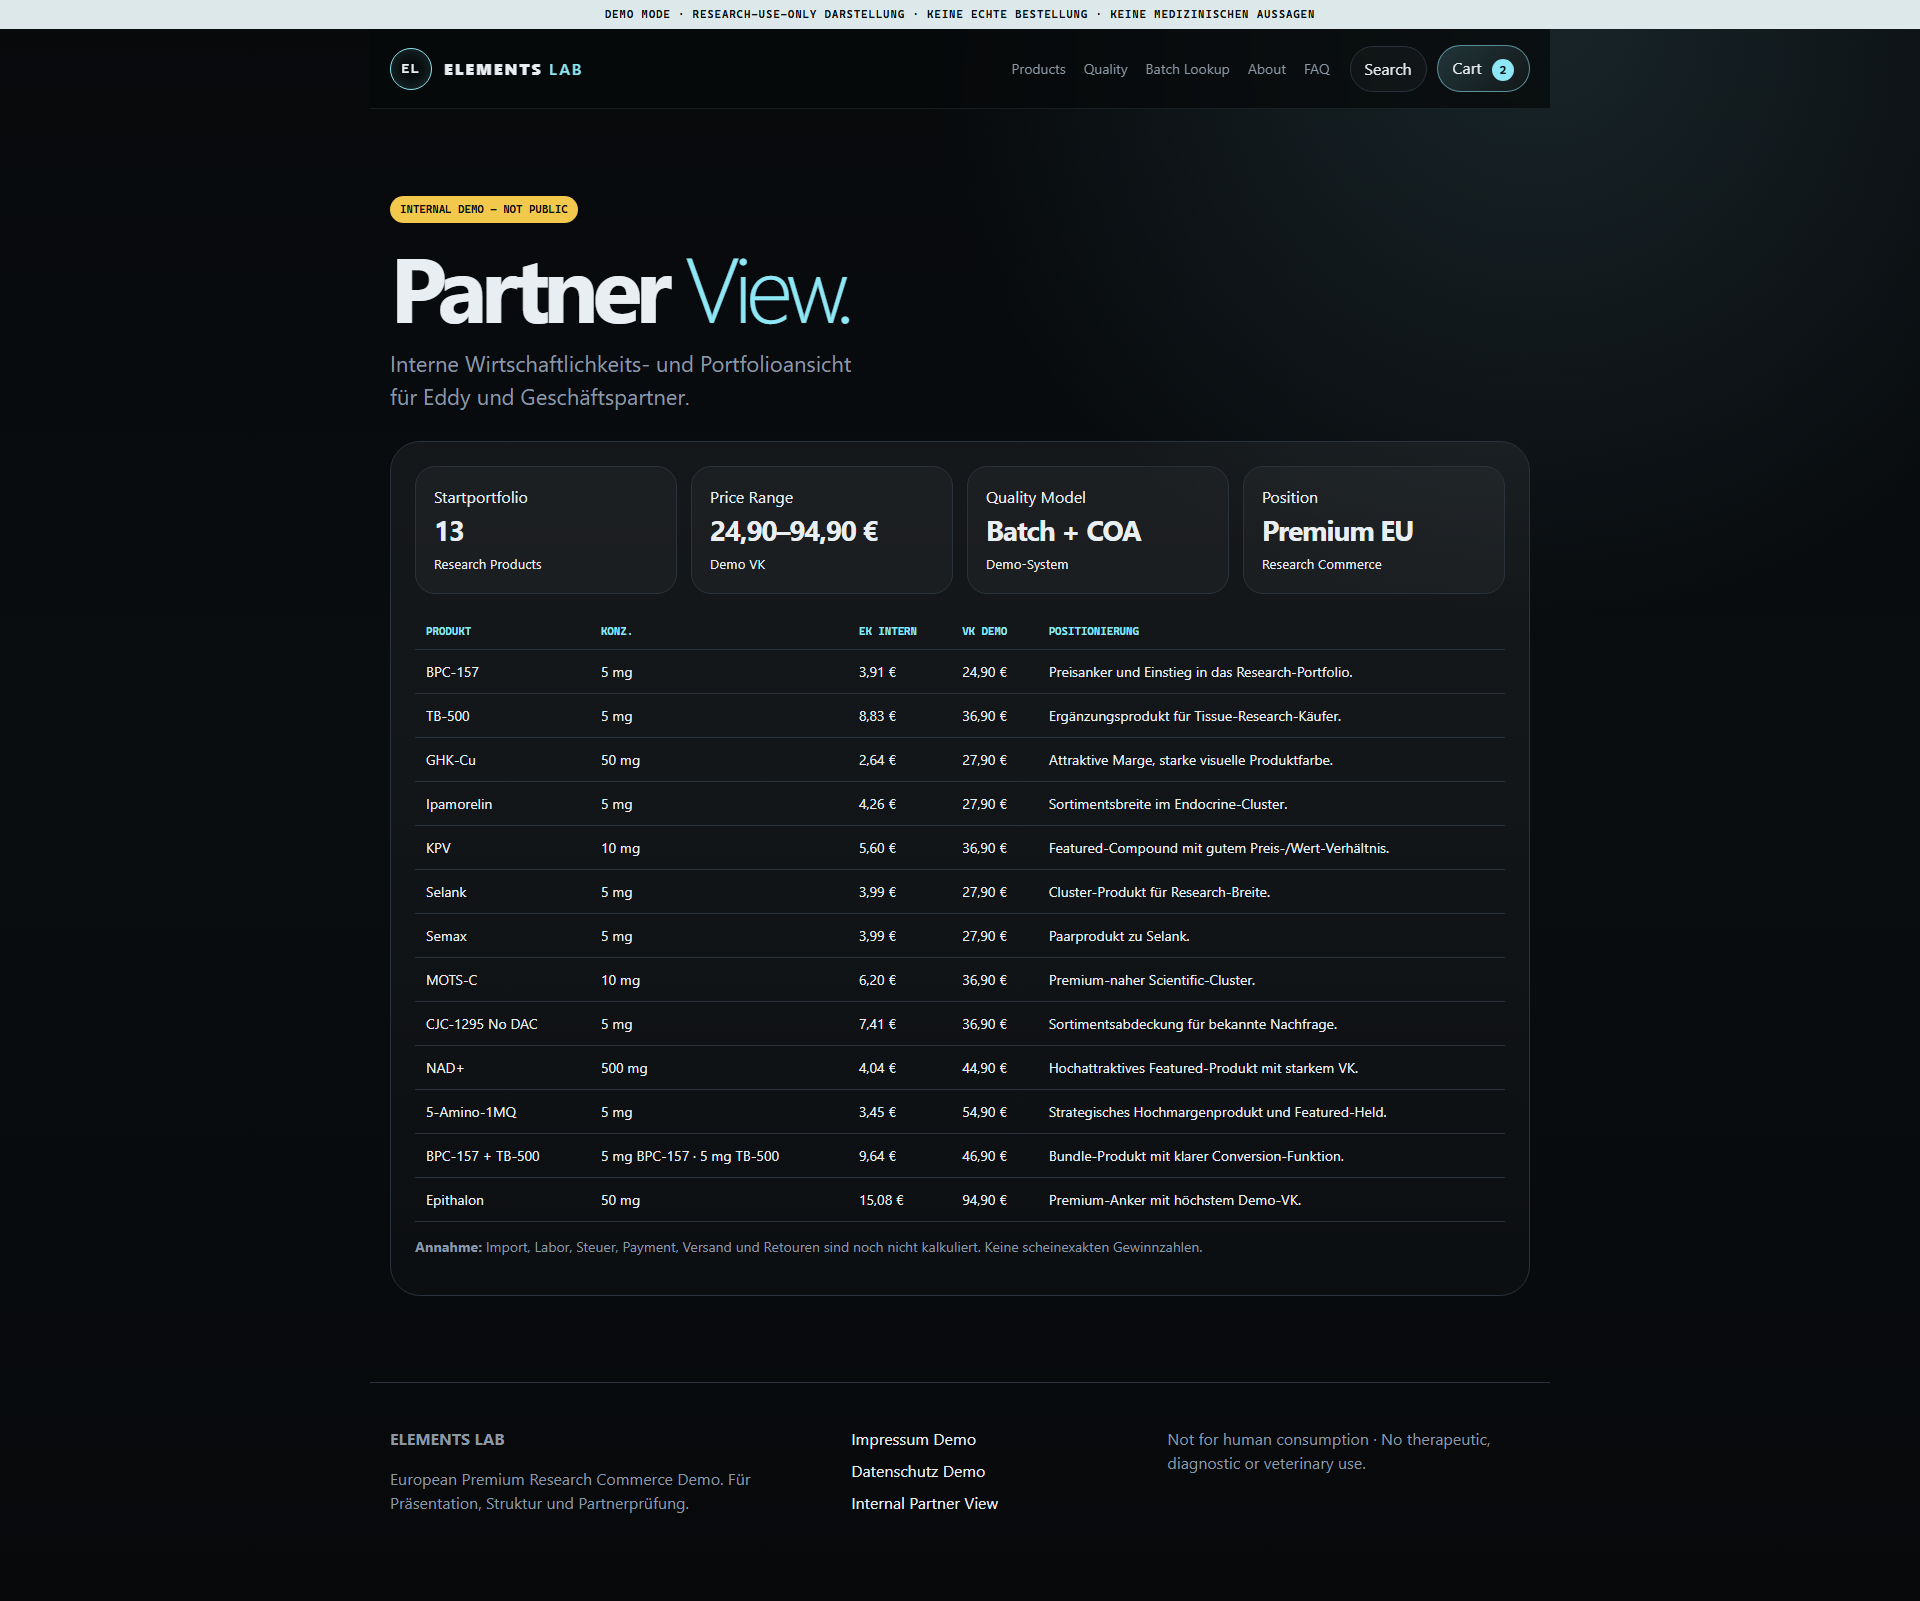 DEMO MODE · RESEARCH-USE-ONLY DARSTELLUNG · KEINE ECHTE BESTELLUNG · KEINE MEDIZINISCHEN AUSSAGEN
EL ELEMENTS LAB Products Quality Batch Lookup About FAQ Search Cart 2
INTERNAL DEMO — NOT PUBLIC
Partner View.
Interne Wirtschaftlichkeits- und Portfolioansicht
für Eddy und Geschäftspartner.
Startportfolio Price Range Quality Model Position
13 24,90–94,90 € Batch + COA Premium EU
Research Products Demo VK Demo-System Research Commerce
PRODUKT KONZ. EK INTERN VK DEMO POSITIONIERUNG
BPC-157 5 mg 3,91 € 24,90 € Preisanker und Einstieg in das Research-Portfolio.
TB-500 5 mg 8,83 € 36,90 € Ergänzungsprodukt für Tissue-Research-Käufer.
GHK-Cu 50 mg 2,64 € 27,90 € Attraktive Marge, starke visuelle Produktfarbe.
Ipamorelin 5 mg 4,26 € 27,90 € Sortimentsbreite im Endocrine-Cluster.
KPV 10 mg 5,60 € 36,90 € Featured-Compound mit gutem Preis-/Wert-Verhältnis.
Selank 5 mg 3,99 € 27,90 € Cluster-Produkt für Research-Breite.
Semax 5 mg 3,99 € 27,90 € Paarprodukt zu Selank.
MOTS-C 10 mg 6,20 € 36,90 € Premium-naher Scientific-Cluster.
CJC-1295 No DAC 5 mg 7,41 € 36,90 € Sortimentsabdeckung für bekannte Nachfrage.
NAD+ 500 mg 4,04 € 44,90 € Hochattraktives Featured-Produkt mit starkem VK.
5-Amino-1MQ 5 mg 3,45 € 54,90 € Strategisches Hochmargenprodukt und Featured-Held.
BPC-157 + TB-500 5 mg BPC-157 · 5 mg TB-500 9,64 € 46,90 € Bundle-Produkt mit klarer Conversion-Funktion.
Epithalon 50 mg 15,08 € 94,90 € Premium-Anker mit höchstem Demo-VK.
Annahme: Import, Labor, Steuer, Payment, Versand und Retouren sind noch nicht kalkuliert. Keine scheinexakten Gewinnzahlen.
ELEMENTS LAB
European Premium Research Commerce Demo. Für
Präsentation, Struktur und Partnerprüfung.
Impressum Demo
Datenschutz Demo
Internal Partner View
Not for human consumption · No therapeutic,
diagnostic or veterinary use.